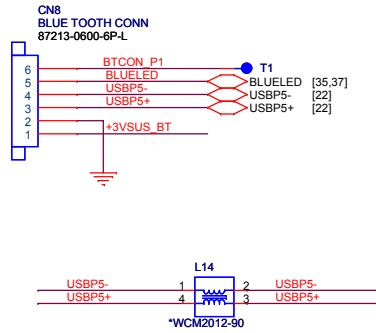 CN8
BLUE TOOTH CONN
87213-0600-6P-L
6 BTCON_P1 T1
5 BLUELED BLUELED [35,37]
4 USBP5- USBP5- [22]
3 USBP5+ USBP5+ [22]
2
1 +3VSUS_BT
L14
USBP5- 1 2 USBP5-
USBP5+ 4 3 USBP5+
*WCM2012-90